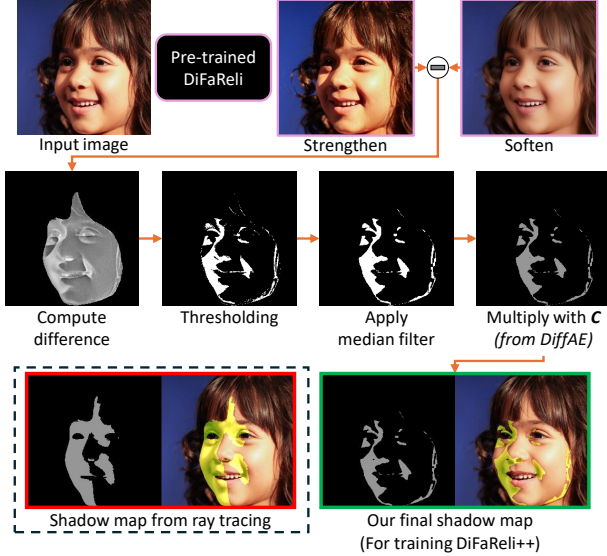 Pre-trained
DiFaReli
Input image
Strengthen
Soften
Compute
difference
Thresholding
Apply
median filter
Multiply with C
(from DiffAE)
Shadow map from ray tracing
Our final shadow map
(For training DiFaReli++)